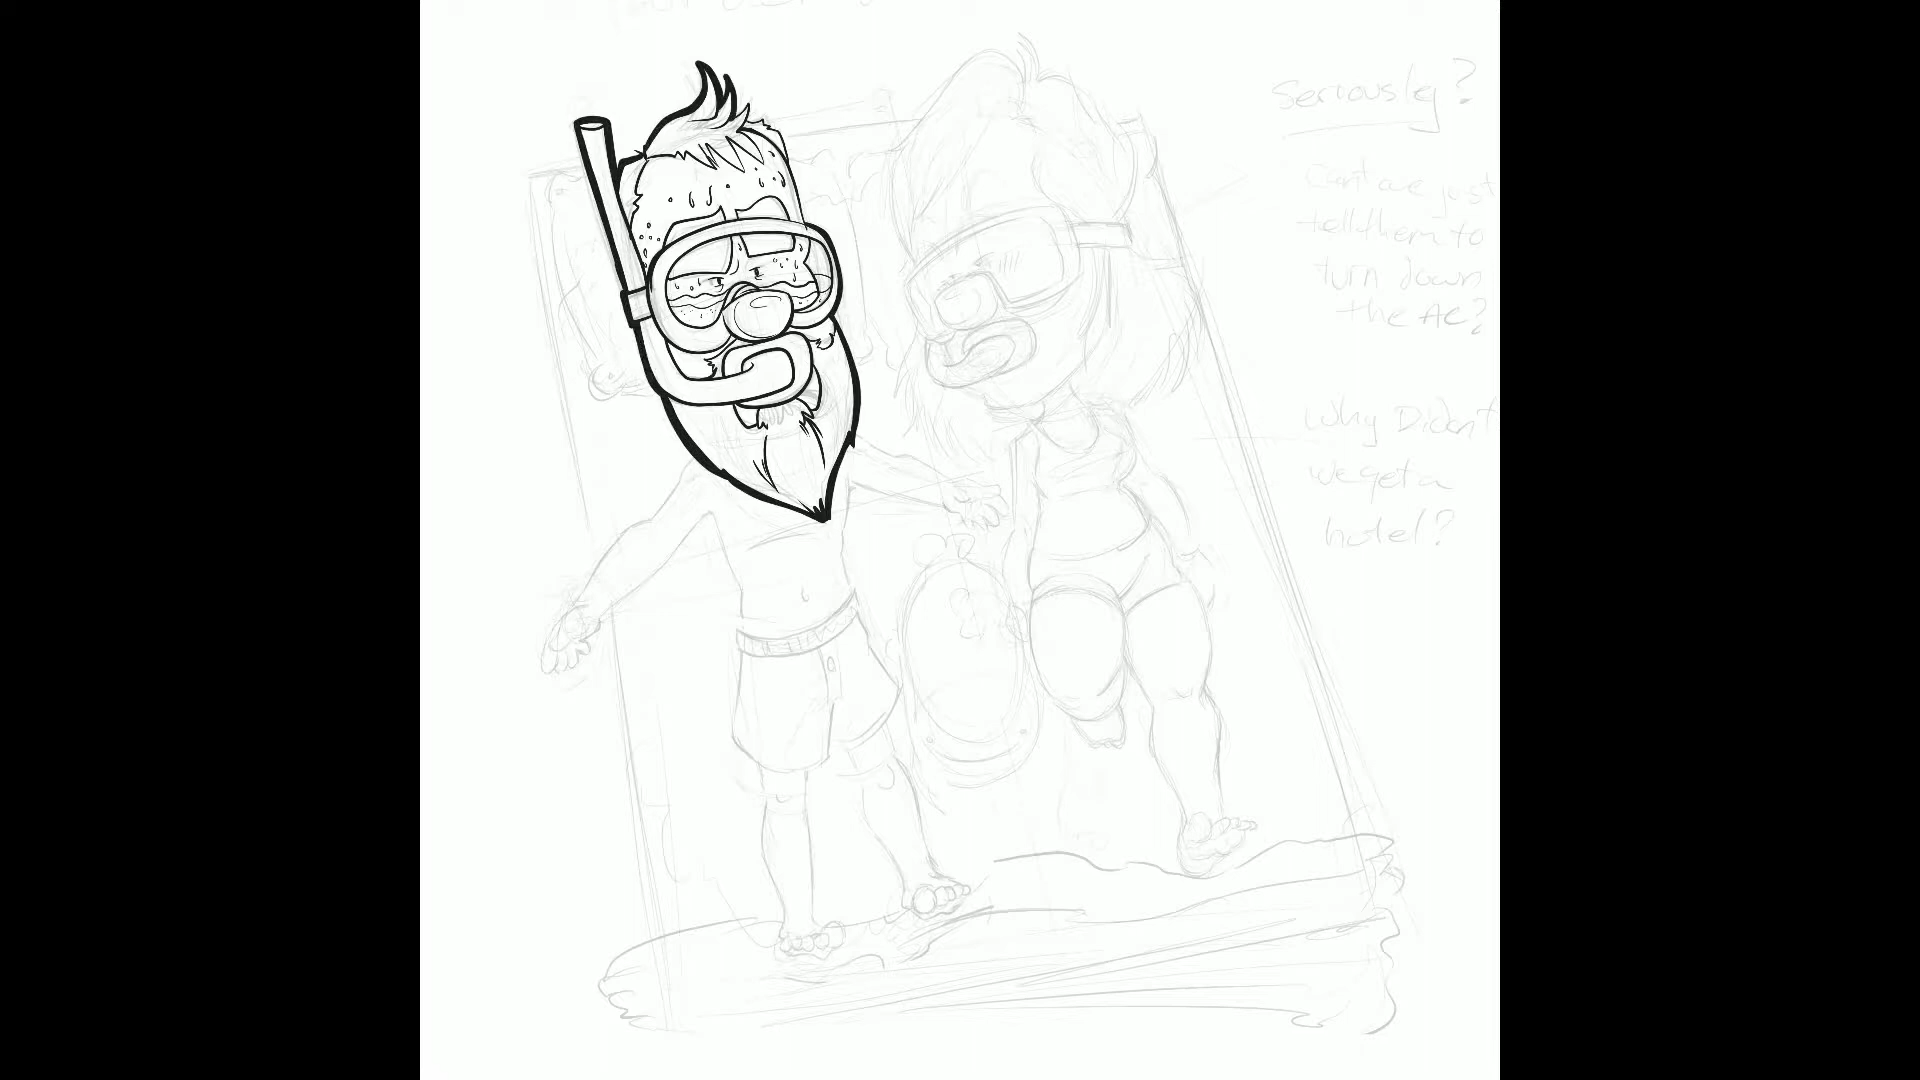 Seriously?
Can't we just
tell them to
turn down
the AC?
Why Didn't
we get a
hotel?